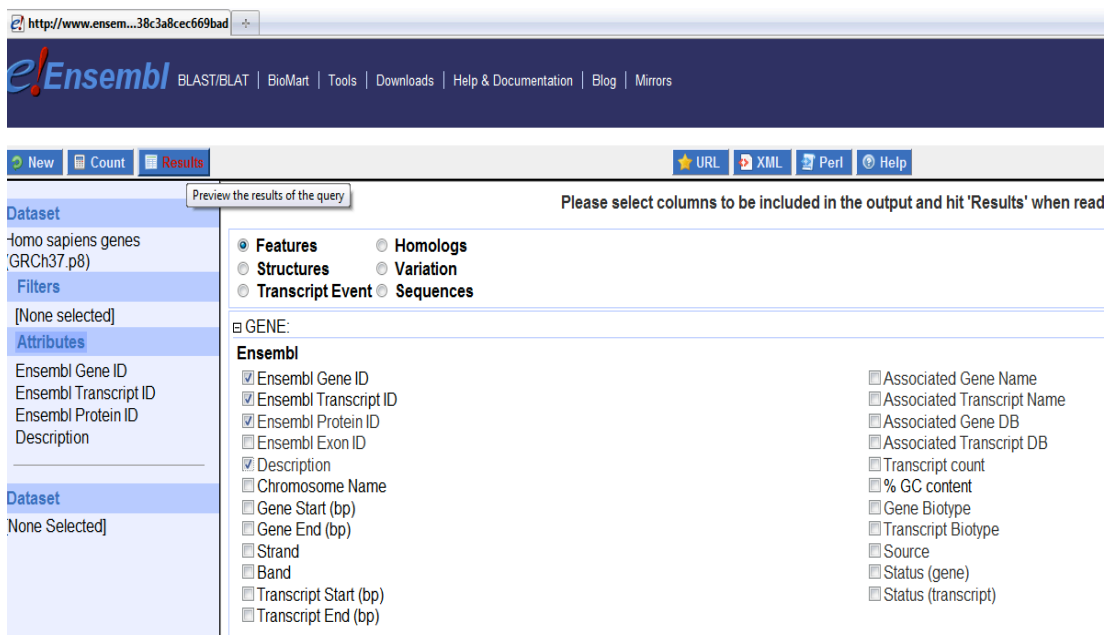 http://www.ensem...38c3a8cec669bad
e!Ensembl BLAST/BLAT | BioMart | Tools | Downloads | Help & Documentation | Blog | Mirrors
New Count Results URL XML Perl Help
Preview the results of the query
Please select columns to be included in the output and hit 'Results' when read
Dataset
Homo sapiens genes
(GRCh37.p8)
Filters
[None selected]
Attributes
Ensembl Gene ID
Ensembl Transcript ID
Ensembl Protein ID
Description
Dataset
[None Selected]
Features Homologs
Structures Variation
Transcript Event Sequences
GENE:
Ensembl
Ensembl Gene ID
Ensembl Transcript ID
Ensembl Protein ID
Ensembl Exon ID
Description
Chromosome Name
Gene Start (bp)
Gene End (bp)
Strand
Band
Transcript Start (bp)
Transcript End (bp)
Associated Gene Name
Associated Transcript Name
Associated Gene DB
Associated Transcript DB
Transcript count
% GC content
Gene Biotype
Transcript Biotype
Source
Status (gene)
Status (transcript)